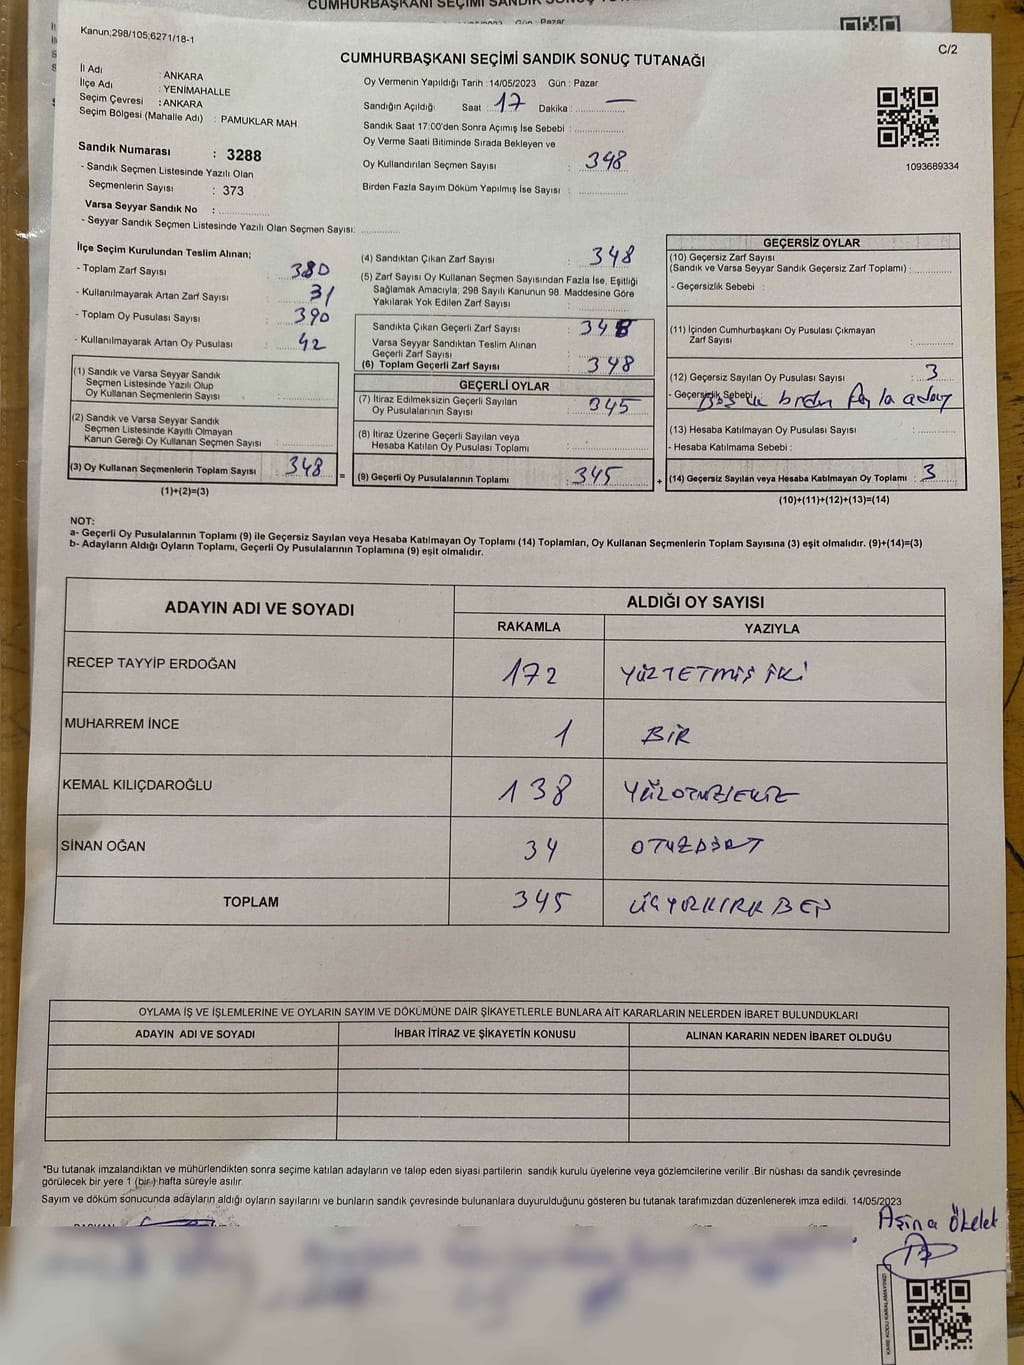 CUMHURBAŞKANI SEÇİMİ SANDIK
Gün : Pazar
Kanun;298/105;6271/18-1
C/2
CUMHURBAŞKANI SEÇİMİ SANDIK SONUÇ TUTANAĞI
İl Adı : ANKARA
İlçe Adı : YENİMAHALLE
Seçim Çevresi : ANKARA
Seçim Bölgesi (Mahalle Adı) : PAMUKLAR MAH.
Oy Vermenin Yapıldığı Tarih : 14/05/2023 Gün : Pazar
Sandığın Açıldığı Saat : 17 Dakika : —
Sandık Saat 17:00'den Sonra Açımış İse Sebebi :
Oy Verme Saati Bitiminde Sırada Bekleyen ve
Oy Kullandırılan Seçmen Sayısı : 348
Birden Fazla Sayım Döküm Yapılmış İse Sayısı :
1093689334
Sandık Numarası : 3288
- Sandık Seçmen Listesinde Yazılı Olan
Seçmenlerin Sayısı : 373
Varsa Seyyar Sandık No :
- Seyyar Sandık Seçmen Listesinde Yazılı Olan Seçmen Sayısı:
İlçe Seçim Kurulundan Teslim Alınan;
- Toplam Zarf Sayısı : 380
- Kullanılmayarak Artan Zarf Sayısı : 31
- Toplam Oy Pusulası Sayısı : 390
- Kullanılmayarak Artan Oy Pusulası : 42
(1) Sandık ve Varsa Seyyar Sandık
Seçmen Listesinde Yazılı Olup
Oy Kullanan Seçmenlerin Sayısı :
(2) Sandık ve Varsa Seyyar Sandık
Seçmen Listesinde Kayıtlı Olmayan
Kanun Gereği Oy Kullanan Seçmen Sayısı :
(3) Oy Kullanan Seçmenlerin Toplam Sayısı : 348 =
(1)+(2)=(3)
(4) Sandıktan Çıkan Zarf Sayısı : 348
(5) Zarf Sayısı Oy Kullanan Seçmen Sayısından Fazla İse, Eşitliği
Sağlamak Amacıyla; 298 Sayılı Kanunun 98. Maddesine Göre
Yakılarak Yok Edilen Zarf Sayısı :
Sandıkta Çıkan Geçerli Zarf Sayısı : 348
Varsa Seyyar Sandıktan Teslim Alınan
Geçerli Zarf Sayısı :
(6) Toplam Geçerli Zarf Sayısı : 348
GEÇERLİ OYLAR
(7) İtiraz Edilmeksizin Geçerli Sayılan
Oy Pusulalarının Sayısı : 345
(8) İtiraz Üzerine Geçerli Sayılan veya
Hesaba Katılan Oy Pusulası Toplamı :
(9) Geçerli Oy Pusulalarının Toplamı : 345 +
GEÇERSİZ OYLAR
(10) Geçersiz Zarf Sayısı
(Sandık ve Varsa Seyyar Sandık Geçersiz Zarf Toplamı) :
- Geçersizlik Sebebi :
(11) İçinden Cumhurbaşkanı Oy Pusulası Çıkmayan
Zarf Sayısı :
(12) Geçersiz Sayılan Oy Pusulası Sayısı : 3
- Geçersizlik Sebebi : birden fazla aday
(13) Hesaba Katılmayan Oy Pusulası Sayısı :
- Hesaba Katılmama Sebebi :
(14) Geçersiz Sayılan veya Hesaba Katılmayan Oy Toplamı : 3
(10)+(11)+(12)+(13)=(14)
NOT:
a- Geçerli Oy Pusulalarının Toplamı (9) ile Geçersiz Sayılan veya Hesaba Katılmayan Oy Toplamı (14) Toplamları, Oy Kullanan Seçmenlerin Toplam Sayısına (3) eşit olmalıdır. (9)+(14)=(3)
b- Adayların Aldığı Oyların Toplamı, Geçerli Oy Pusulalarının Toplamına (9) eşit olmalıdır.
ADAYIN ADI VE SOYADI ALDIĞI OY SAYISI
RAKAMLA YAZIYLA
RECEP TAYYİP ERDOĞAN 172 YÜZYETMİŞ İKİ
MUHARREM İNCE 1 BİR
KEMAL KILIÇDAROĞLU 138 YÜZOTUZSEKİZ
SİNAN OĞAN 34 OTUZDÖRT
TOPLAM 345 ÜÇYÜZKIRK BEŞ
OYLAMA İŞ VE İŞLEMLERİNE VE OYLARIN SAYIM VE DÖKÜMÜNE DAİR ŞİKAYETLERLE BUNLARA AİT KARARLARIN NELERDEN İBARET BULUNDUKLARI
ADAYIN ADI VE SOYADI İHBAR İTİRAZ VE ŞİKAYETİN KONUSU ALINAN KARARIN NEDEN İBARET OLDUĞU
*Bu tutanak imzalandıktan ve mühürlendikten sonra seçime katılan adayların ve talep eden siyasi partilerin sandık kurulu üyelerine veya gözlemcilerine verilir .Bir nüshası da sandık çevresinde
görülecek bir yere 1 (bir ) hafta süreyle asılır.
Sayım ve döküm sonucunda adayların aldığı oyların sayılarını ve bunların sandık çevresinde bulunanlara duyurulduğunu gösteren bu tutanak tarafımızdan düzenlenerek imza edildi. 14/05/2023
BAŞKAN
Aşina Ökelek
KARE KODU KARALAMAYINIZ!